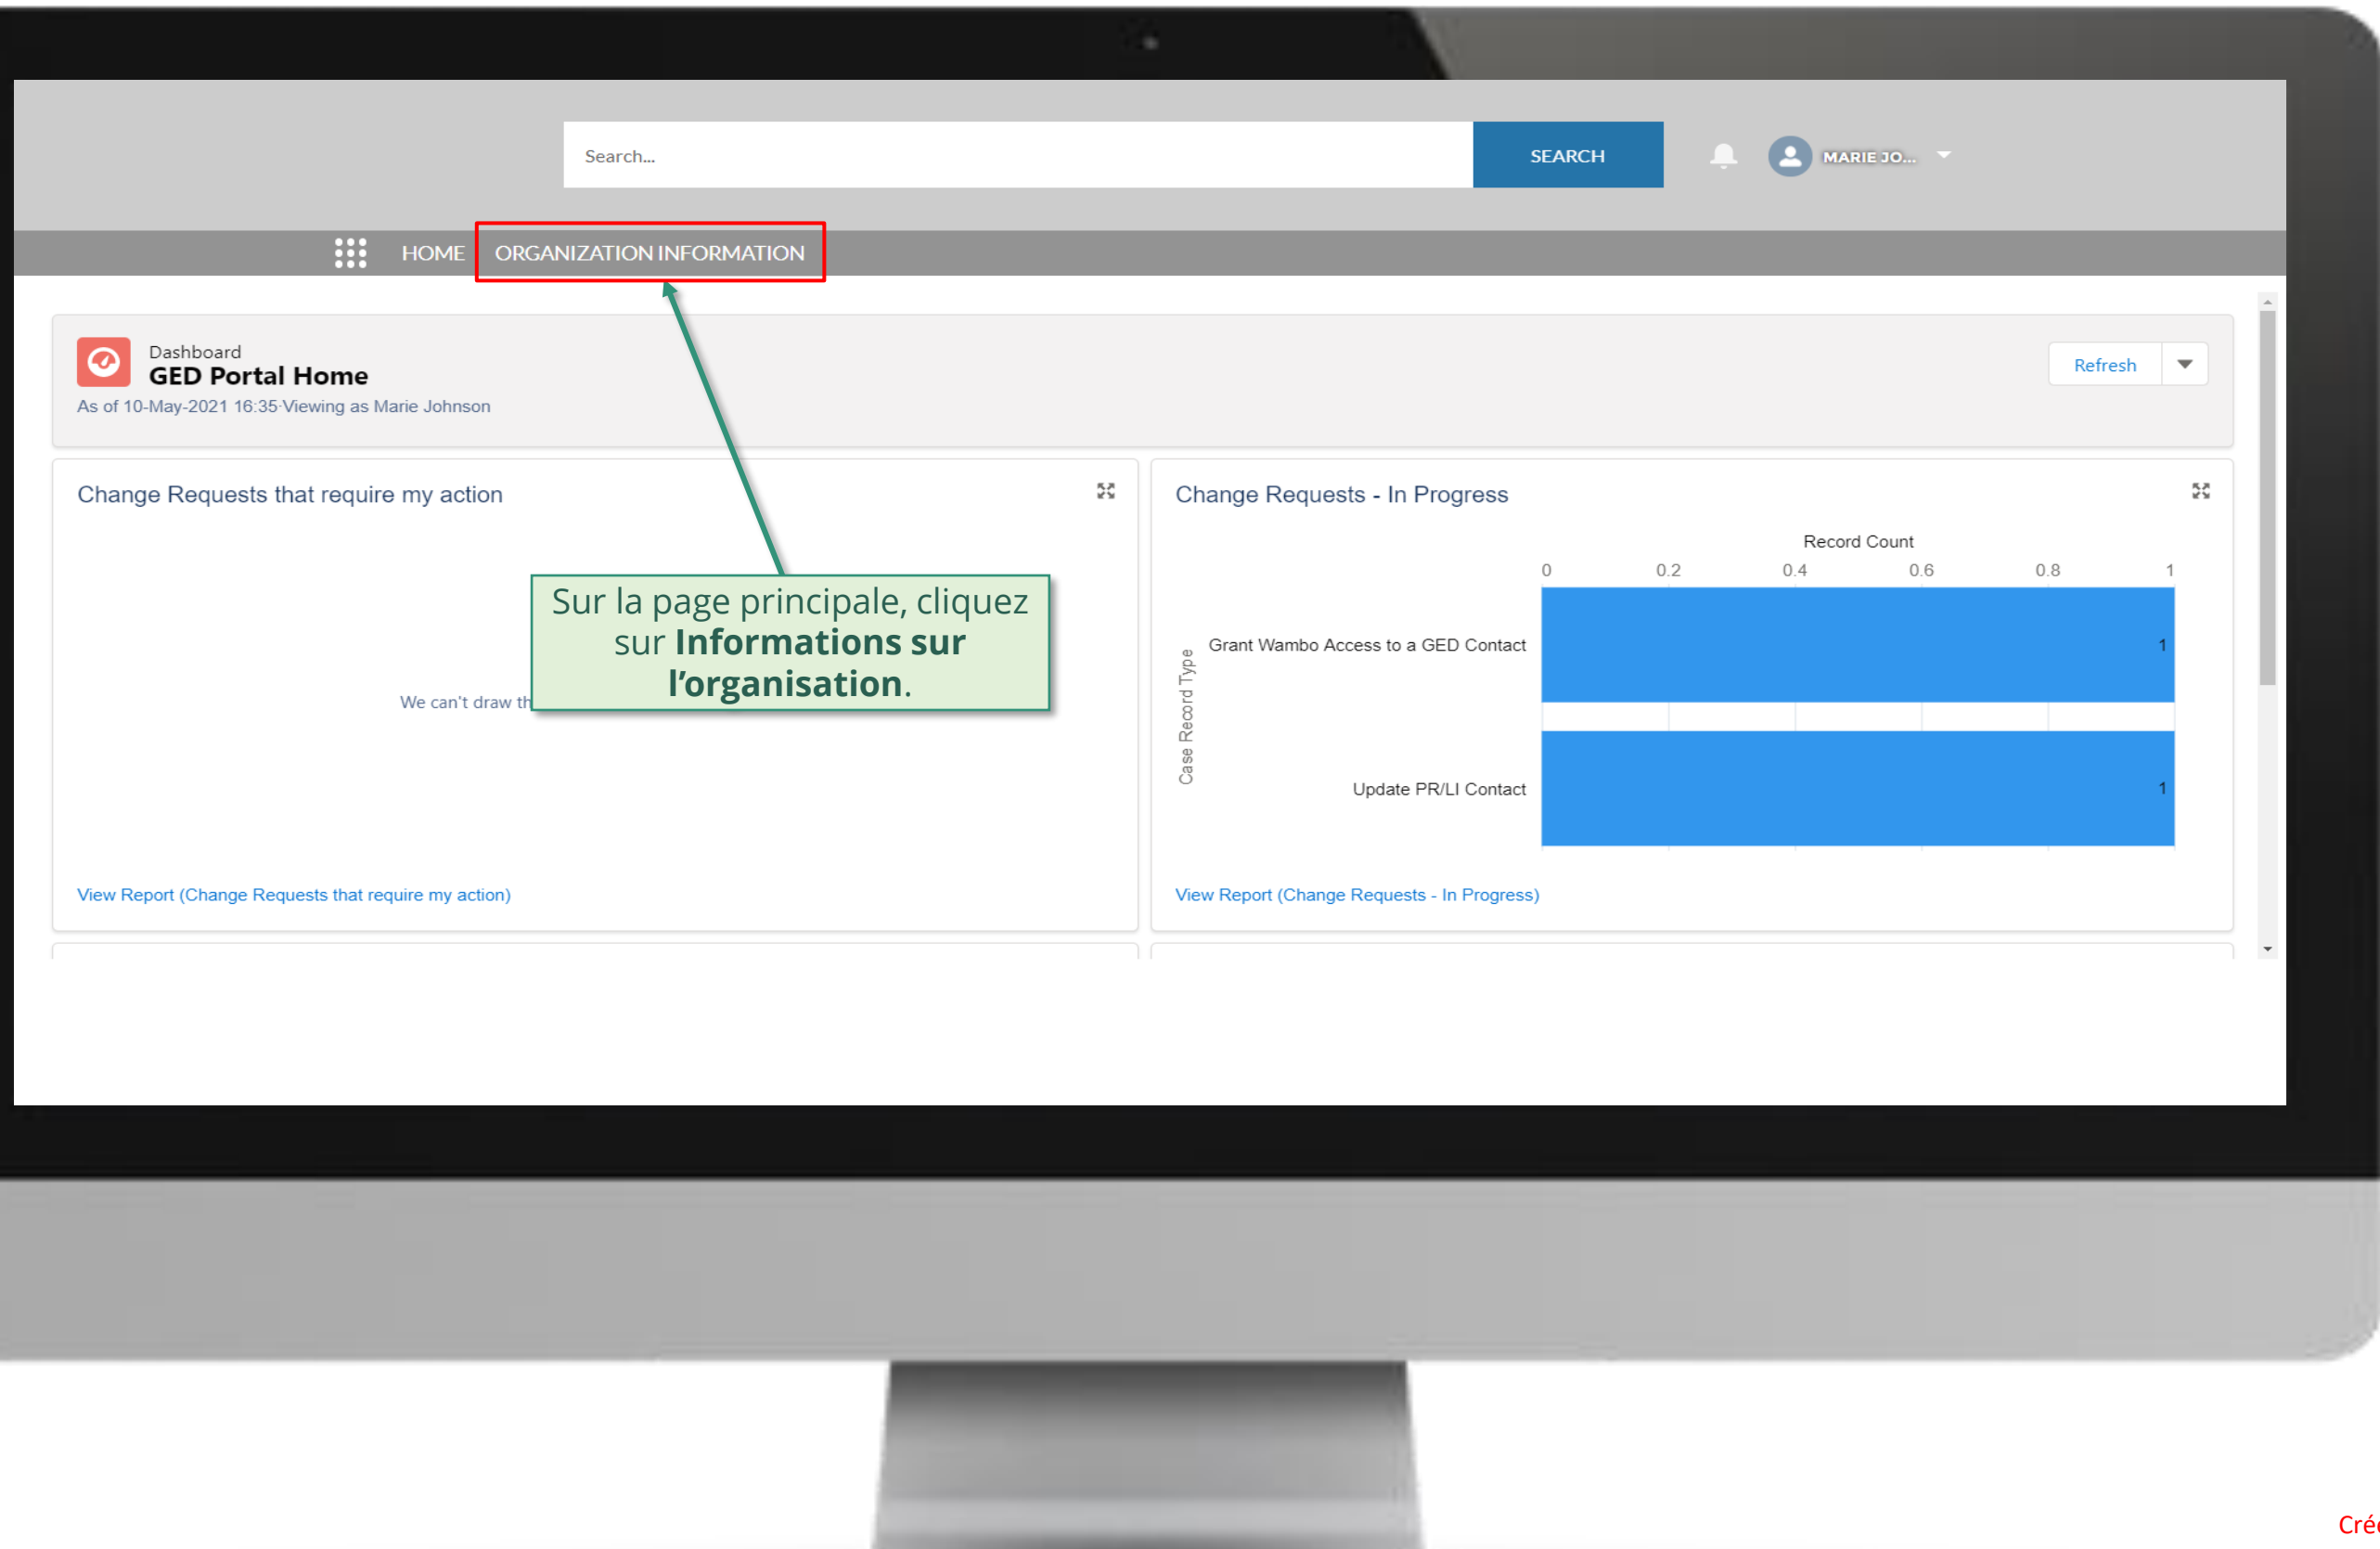 Search...
SEARCH
MARIE JO...
HOME
ORGANIZATION INFORMATION
Dashboard
GED Portal Home
As of 10-May-2021 16:35·Viewing as Marie Johnson
Refresh
Change Requests that require my action
We can't draw
Sur la page principale, cliquez
sur Informations sur
l’organisation.
View Report (Change Requests that require my action)
Change Requests - In Progress
Record Count
0 0.2 0.4 0.6 0.8 1
Case Record Type
Grant Wambo Access to a GED Contact
1
Update PR/LI Contact
1
View Report (Change Requests - In Progress)